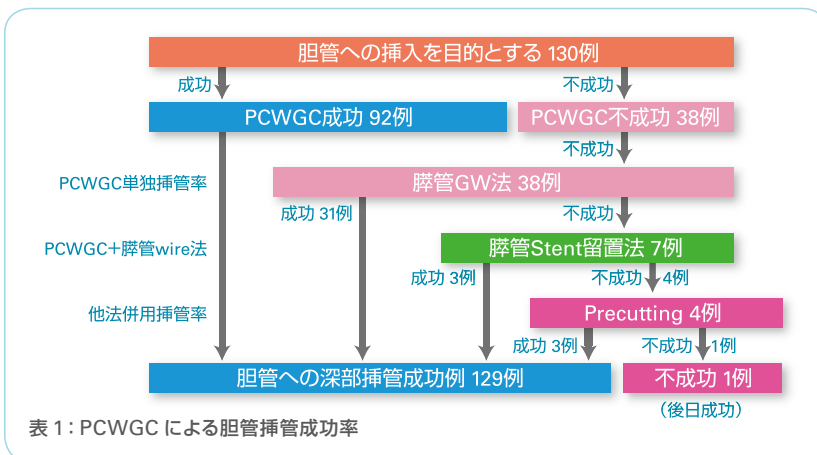 胆管への挿入を目的とする 130例
成功
不成功
PCWGC成功 92例
PCWGC不成功 38例
不成功
PCWGC単独挿管率
膵管GW法 38例
成功 31例
不成功
PCWGC＋膵管wire法
膵管Stent留置法 7例
成功 3例
不成功
4例
他法併用挿管率
Precutting 4例
成功 3例
不成功
1例
胆管への深部挿管成功例 129例
不成功 1例
（後日成功）
表 1：PCWGC による胆管挿管成功率